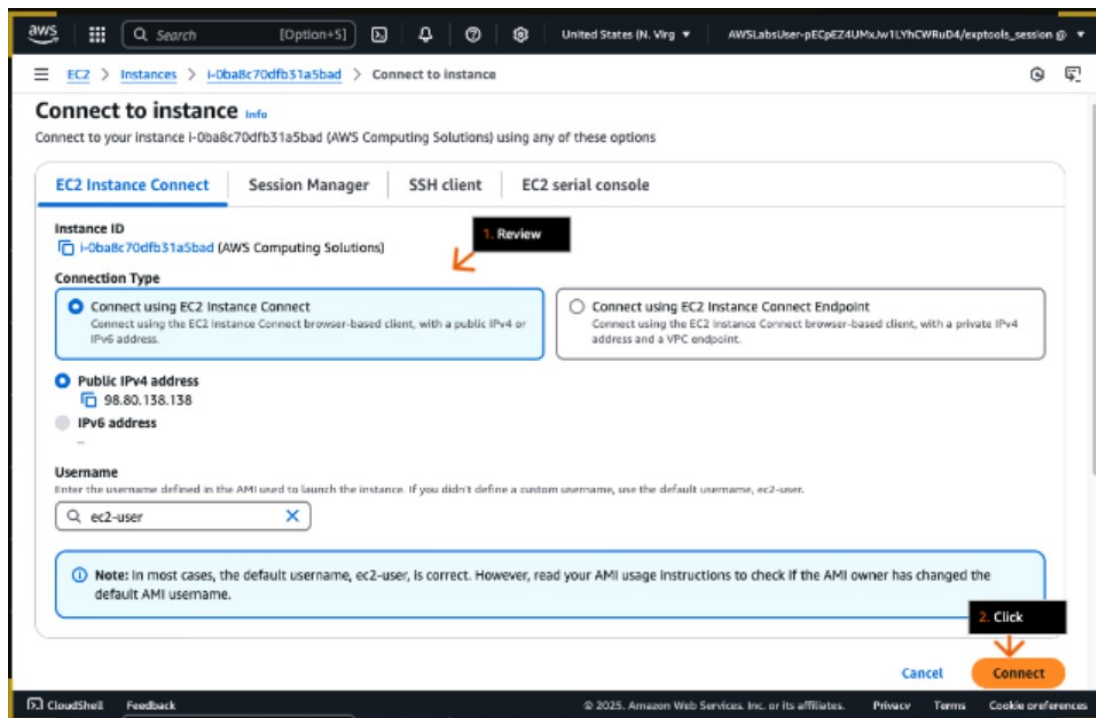 aws
Search [Option+S]
United States (N. Virg
AWSLabsUser-pECpEZ4UMxJw1LYhCWRuD4/exptools_session @
EC2 > Instances > i-0ba8c70dfb31a5bad > Connect to instance
Connect to instance Info
Connect to your instance i-0ba8c70dfb31a5bad (AWS Computing Solutions) using any of these options
EC2 Instance Connect
Session Manager
SSH client
EC2 serial console
Instance ID
i-0ba8c70dfb31a5bad (AWS Computing Solutions)
1. Review
Connection Type
Connect using EC2 Instance Connect
Connect using the EC2 Instance Connect browser-based client, with a public IPv4 or
IPv6 address.
Connect using EC2 Instance Connect Endpoint
Connect using the EC2 Instance Connect browser-based client, with a private IPv4
address and a VPC endpoint.
Public IPv4 address
98.80.138.138
IPv6 address
--
Username
Enter the username defined in the AMI used to launch the instance. If you didn't define a custom username, use the default username, ec2-user.
ec2-user
Note: In most cases, the default username, ec2-user, is correct. However, read your AMI usage instructions to check if the AMI owner has changed the
default AMI username.
2. Click
Cancel
Connect
CloudShell
Feedback
© 2025, Amazon Web Services, Inc. or its affiliates.
Privacy
Terms
Cookie preferences